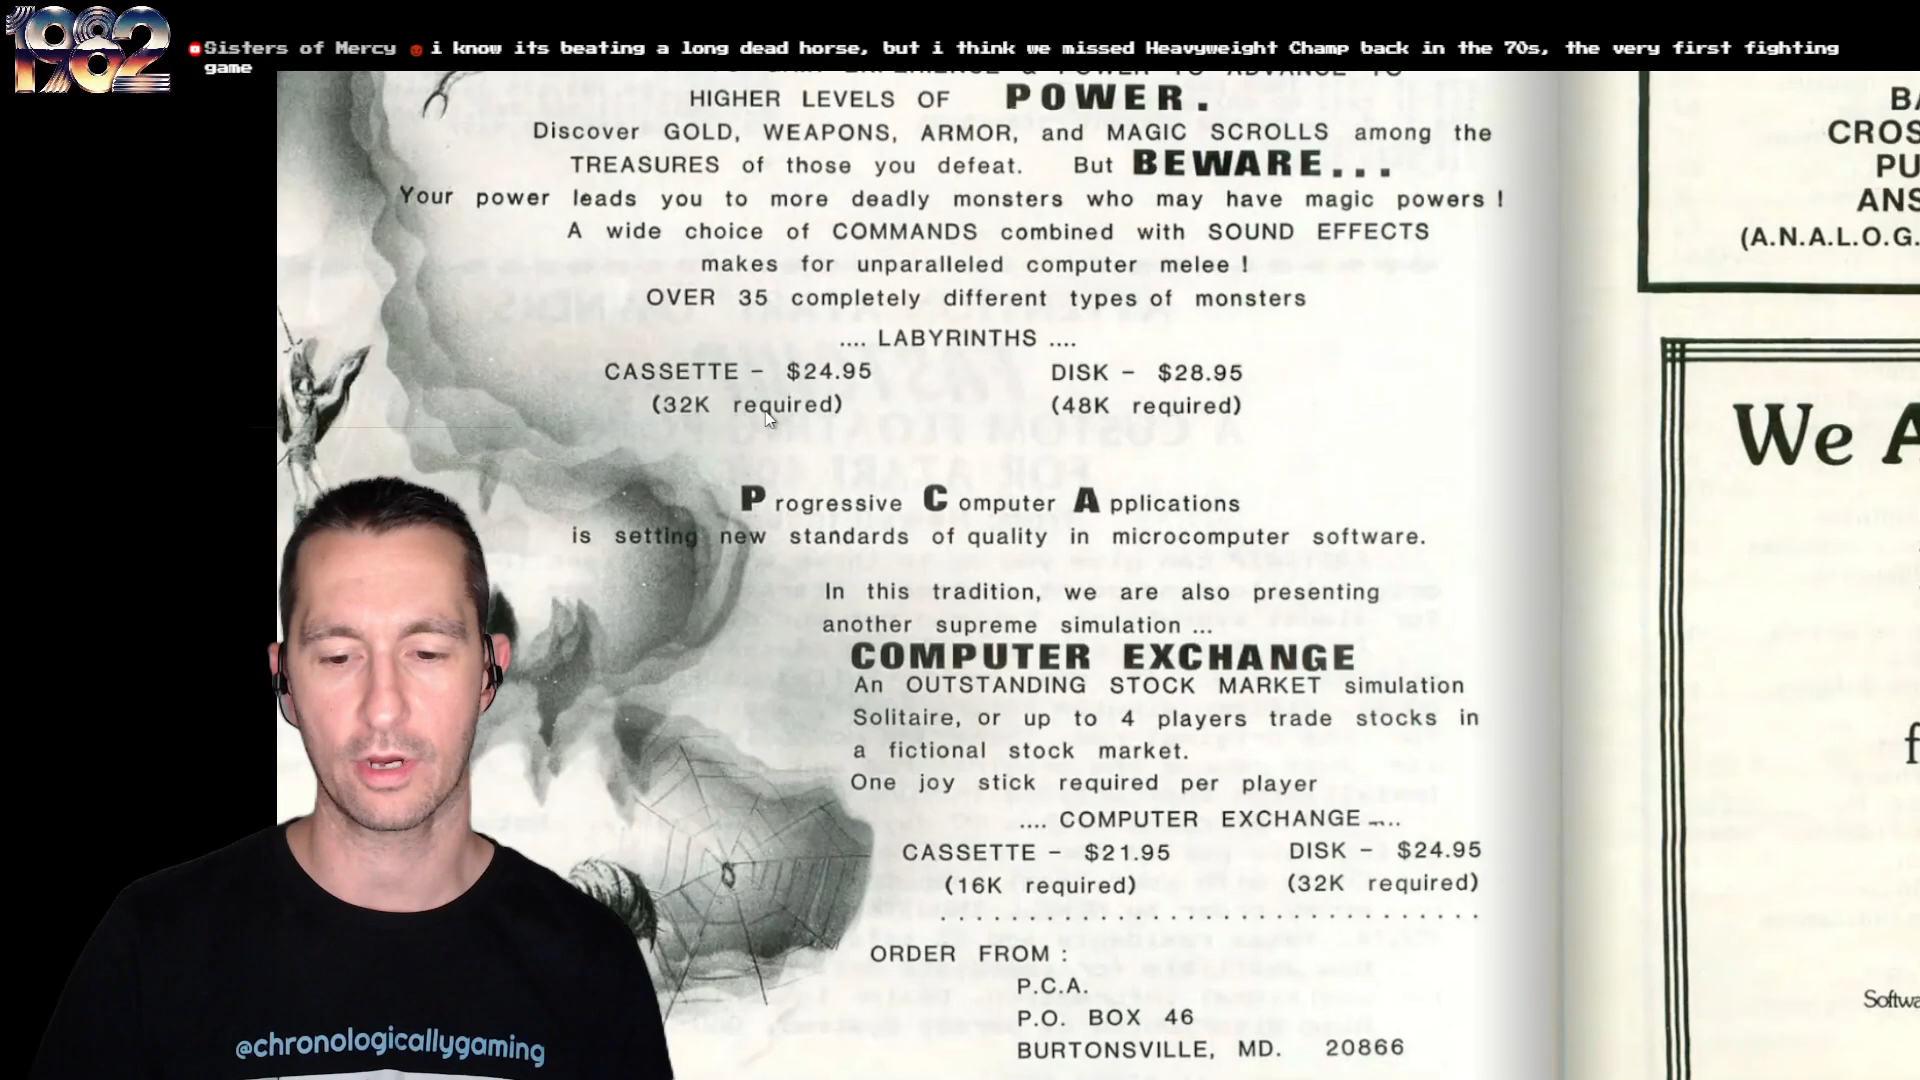 1982
Sisters of Mercy i know its beating a long dead horse, but i think we missed Heavyweight Champ back in the 70s, the very first fighting
game
HIGHER LEVELS OF POWER.
Discover GOLD, WEAPONS, ARMOR, and MAGIC SCROLLS among the
TREASURES of those you defeat. But BEWARE...
Your power leads you to more deadly monsters who may have magic powers !
A wide choice of COMMANDS combined with SOUND EFFECTS
makes for unparalleled computer melee !
OVER 35 completely different types of monsters
.... LABYRINTHS ....
CASSETTE - $24.95 DISK - $28.95
(32K required) (48K required)
Progressive Computer Applications
is setting new standards of quality in microcomputer software.
In this tradition, we are also presenting
another supreme simulation ...
COMPUTER EXCHANGE
An OUTSTANDING STOCK MARKET simulation
Solitaire, or up to 4 players trade stocks in
a fictional stock market.
One joy stick required per player
.... COMPUTER EXCHANGE ....
CASSETTE - $21.95 DISK - $24.95
(16K required) (32K required)
ORDER FROM :
P.C.A.
P.O. BOX 46
BURTONSVILLE, MD. 20866
(A.N.A.L.O.G.
We
@chronologicallygaming